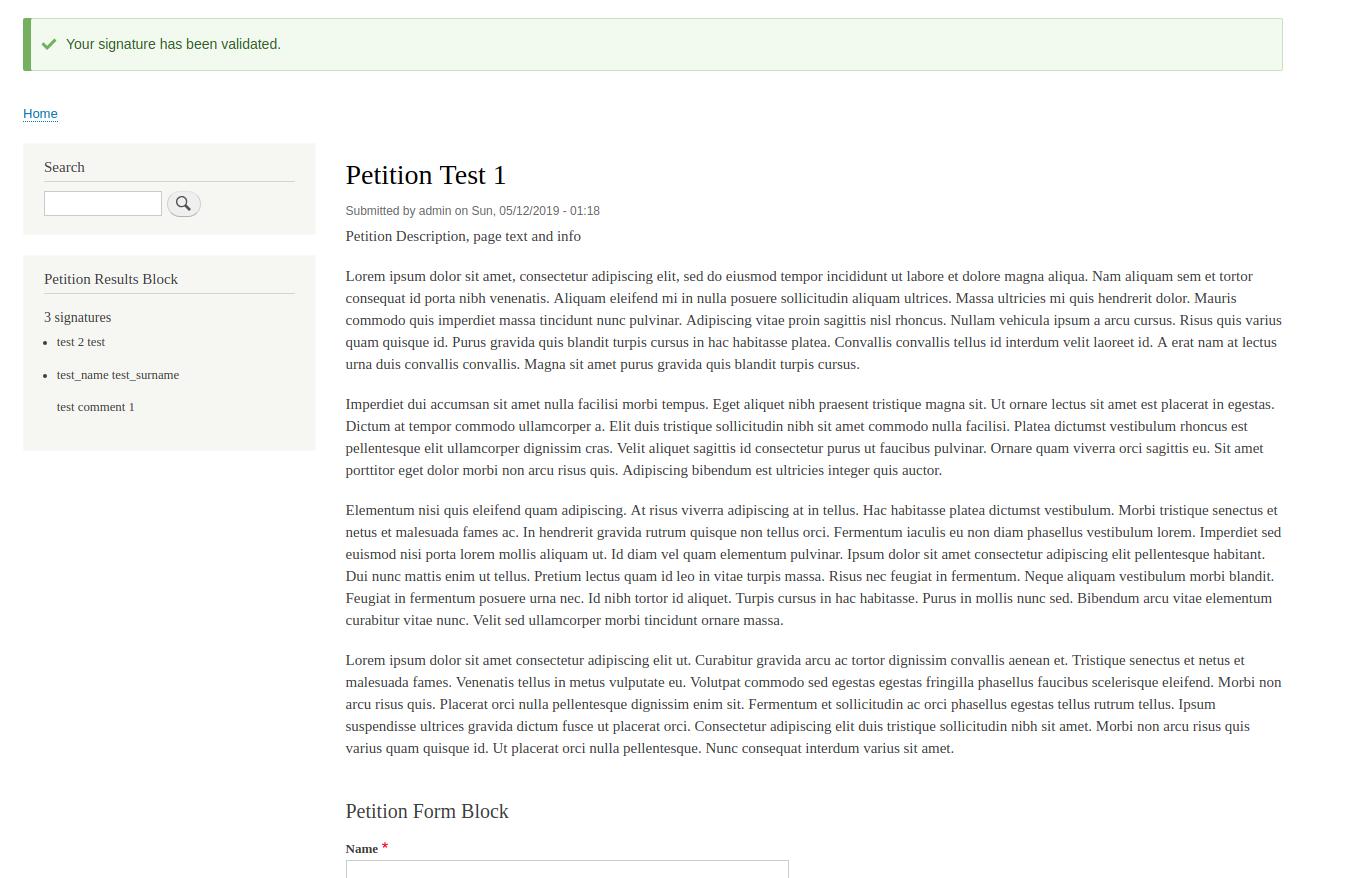 Your signature has been validated.
Home
Search
Petition Results Block
3 signatures
test 2 test
test_name test_surname
test comment 1
Petition Test 1
Submitted by admin on Sun, 05/12/2019 - 01:18
Petition Description, page text and info
Lorem ipsum dolor sit amet, consectetur adipiscing elit, sed do eiusmod tempor incididunt ut labore et dolore magna aliqua. Nam aliquam sem et tortor
consequat id porta nibh venenatis. Aliquam eleifend mi in nulla posuere sollicitudin aliquam ultrices. Massa ultricies mi quis hendrerit dolor. Mauris
commodo quis imperdiet massa tincidunt nunc pulvinar. Adipiscing vitae proin sagittis nisl rhoncus. Nullam vehicula ipsum a arcu cursus. Risus quis varius
quam quisque id. Purus gravida quis blandit turpis cursus in hac habitasse platea. Convallis convallis tellus id interdum velit laoreet id. A erat nam at lectus
urna duis convallis convallis. Magna sit amet purus gravida quis blandit turpis cursus.
Imperdiet dui accumsan sit amet nulla facilisi morbi tempus. Eget aliquet nibh praesent tristique magna sit. Ut ornare lectus sit amet est placerat in egestas.
Dictum at tempor commodo ullamcorper a. Elit duis tristique sollicitudin nibh sit amet commodo nulla facilisi. Platea dictumst vestibulum rhoncus est
pellentesque elit ullamcorper dignissim cras. Velit aliquet sagittis id consectetur purus ut faucibus pulvinar. Ornare quam viverra orci sagittis eu. Sit amet
porttitor eget dolor morbi non arcu risus quis. Adipiscing bibendum est ultricies integer quis auctor.
Elementum nisi quis eleifend quam adipiscing. At risus viverra adipiscing at in tellus. Hac habitasse platea dictumst vestibulum. Morbi tristique senectus et
netus et malesuada fames ac. In hendrerit gravida rutrum quisque non tellus orci. Fermentum iaculis eu non diam phasellus vestibulum lorem. Imperdiet sed
euismod nisi porta lorem mollis aliquam ut. Id diam vel quam elementum pulvinar. Ipsum dolor sit amet consectetur adipiscing elit pellentesque habitant.
Dui nunc mattis enim ut tellus. Pretium lectus quam id leo in vitae turpis massa. Risus nec feugiat in fermentum. Neque aliquam vestibulum morbi blandit.
Feugiat in fermentum posuere urna nec. Id nibh tortor id aliquet. Turpis cursus in hac habitasse. Purus in mollis nunc sed. Bibendum arcu vitae elementum
curabitur vitae nunc. Velit sed ullamcorper morbi tincidunt ornare massa.
Lorem ipsum dolor sit amet consectetur adipiscing elit ut. Curabitur gravida arcu ac tortor dignissim convallis aenean et. Tristique senectus et netus et
malesuada fames. Venenatis tellus in metus vulputate eu. Volutpat commodo sed egestas egestas fringilla phasellus faucibus scelerisque eleifend. Morbi non
arcu risus quis. Placerat orci nulla pellentesque dignissim enim sit. Fermentum et sollicitudin ac orci phasellus egestas tellus rutrum tellus. Ipsum
suspendisse ultrices gravida dictum fusce ut placerat orci. Consectetur adipiscing elit duis tristique sollicitudin nibh sit amet. Morbi non arcu risus quis
varius quam quisque id. Ut placerat orci nulla pellentesque. Nunc consequat interdum varius sit amet.
Petition Form Block
Name *